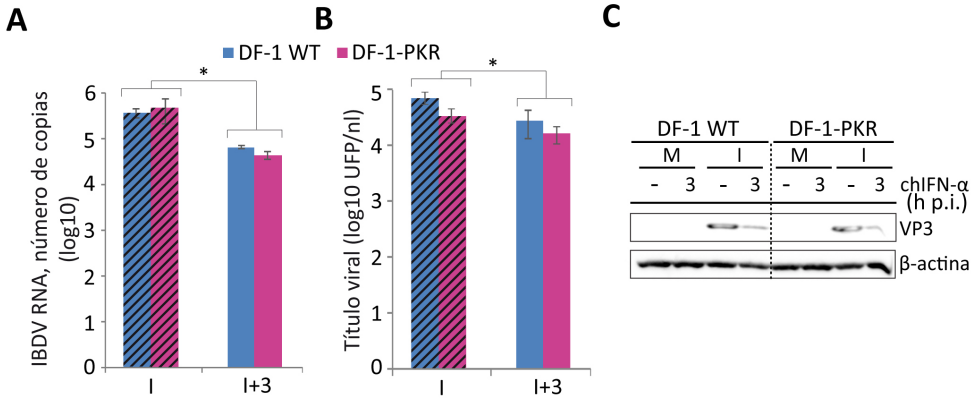 A
B
C
DF-1 WT DF-1-PKR
*
*
IBDV RNA, número de copias
(log10)
6
5
4
3
2
1
0
I I+3
Título viral (log10 UFP/nl)
5
4
3
2
1
0
I I+3
DF-1 WT DF-1-PKR
M I M I
- 3 - 3 - 3 - 3 chIFN-α
(h p.i.)
VP3
β-actina